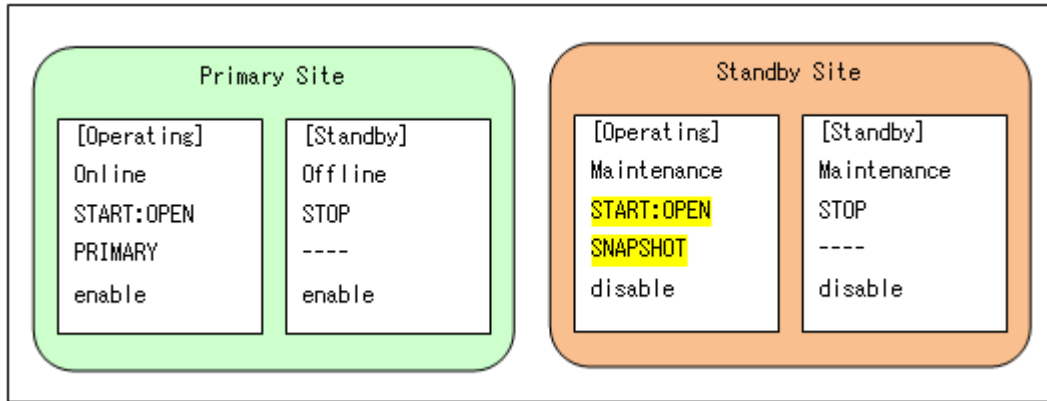 Primary Site
[Operating]
Online
START:OPEN
PRIMARY
enable
[Standby]
Offline
STOP
----
enable
Standby Site
[Operating]
Maintenance
START:OPEN
SNAPSHOT
disable
[Standby]
Maintenance
STOP
----
disable